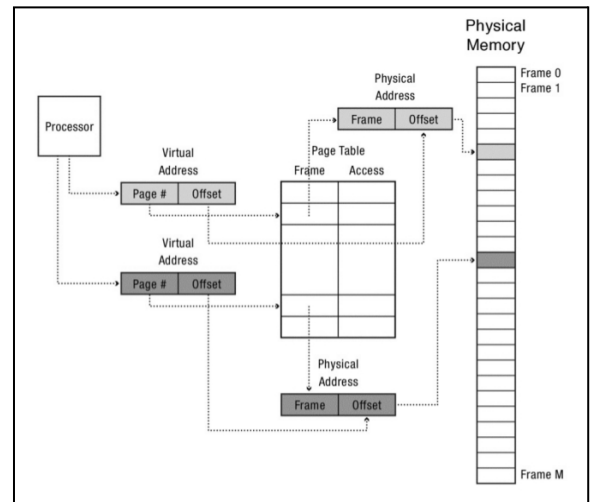 Physical
Memory
Frame 0
Frame 1
Physical
Address
Frame Offset
Processor
Page Table
Frame Access
Virtual
Address
Page # Offset
Virtual
Address
Page # Offset
Physical
Address
Frame Offset
Frame M